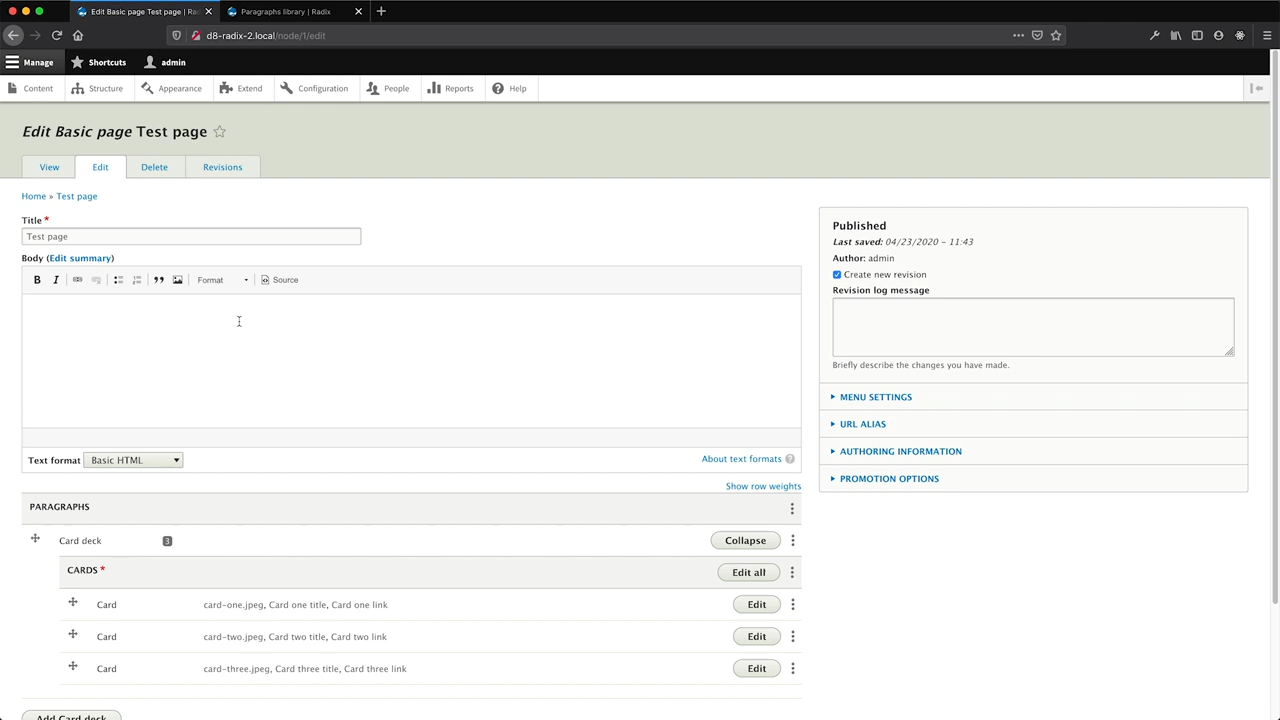 Edit Basic page Test page | Ra
Paragraphs library | Radix
d8-radix-2.local/node/1/edit
Manage
Shortcuts
admin
Content
Structure
Appearance
Extend
Configuration
People
Reports
Help
Edit Basic page Test page
View
Edit
Delete
Revisions
Home » Test page
Title *
Test page
Body (Edit summary)
B I Format Source
Text format Basic HTML
About text formats ?
Show row weights
PARAGRAPHS
Card deck 3 Collapse
CARDS * Edit all
Card card-one.jpeg, Card one title, Card one link Edit
Card card-two.jpeg, Card two title, Card two link Edit
Card card-three.jpeg, Card three title, Card three link Edit
Add Card deck
Published
Last saved: 04/23/2020 - 11:43
Author: admin
Create new revision
Revision log message
Briefly describe the changes you have made.
MENU SETTINGS
URL ALIAS
AUTHORING INFORMATION
PROMOTION OPTIONS